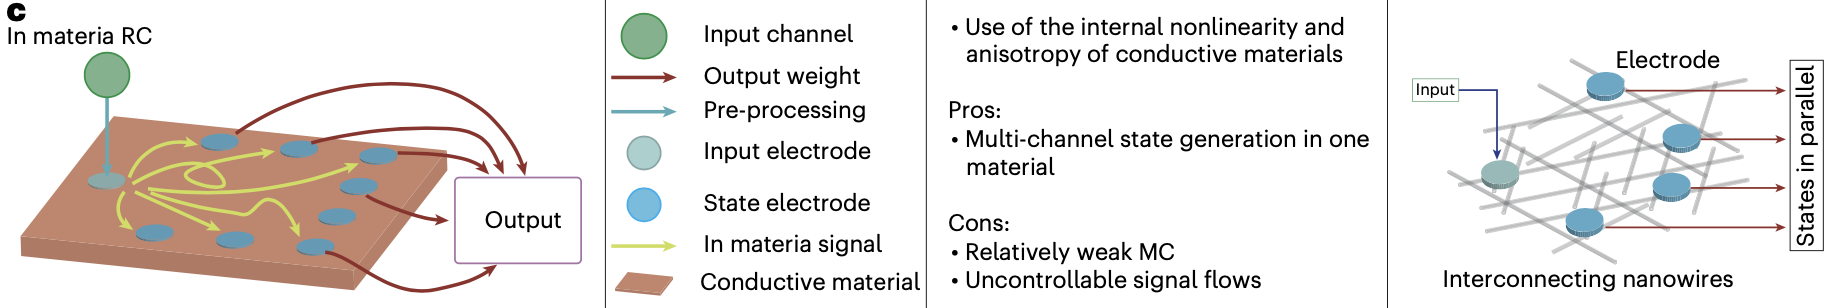 c
In materia RC
Output
Input channel
Output weight
Pre-processing
Input electrode
State electrode
In materia signal
Conductive material
• Use of the internal nonlinearity and
anisotropy of conductive materials
Pros:
• Multi-channel state generation in one
material
Cons:
• Relatively weak MC
• Uncontrollable signal flows
Electrode
Input
States in parallel
Interconnecting nanowires